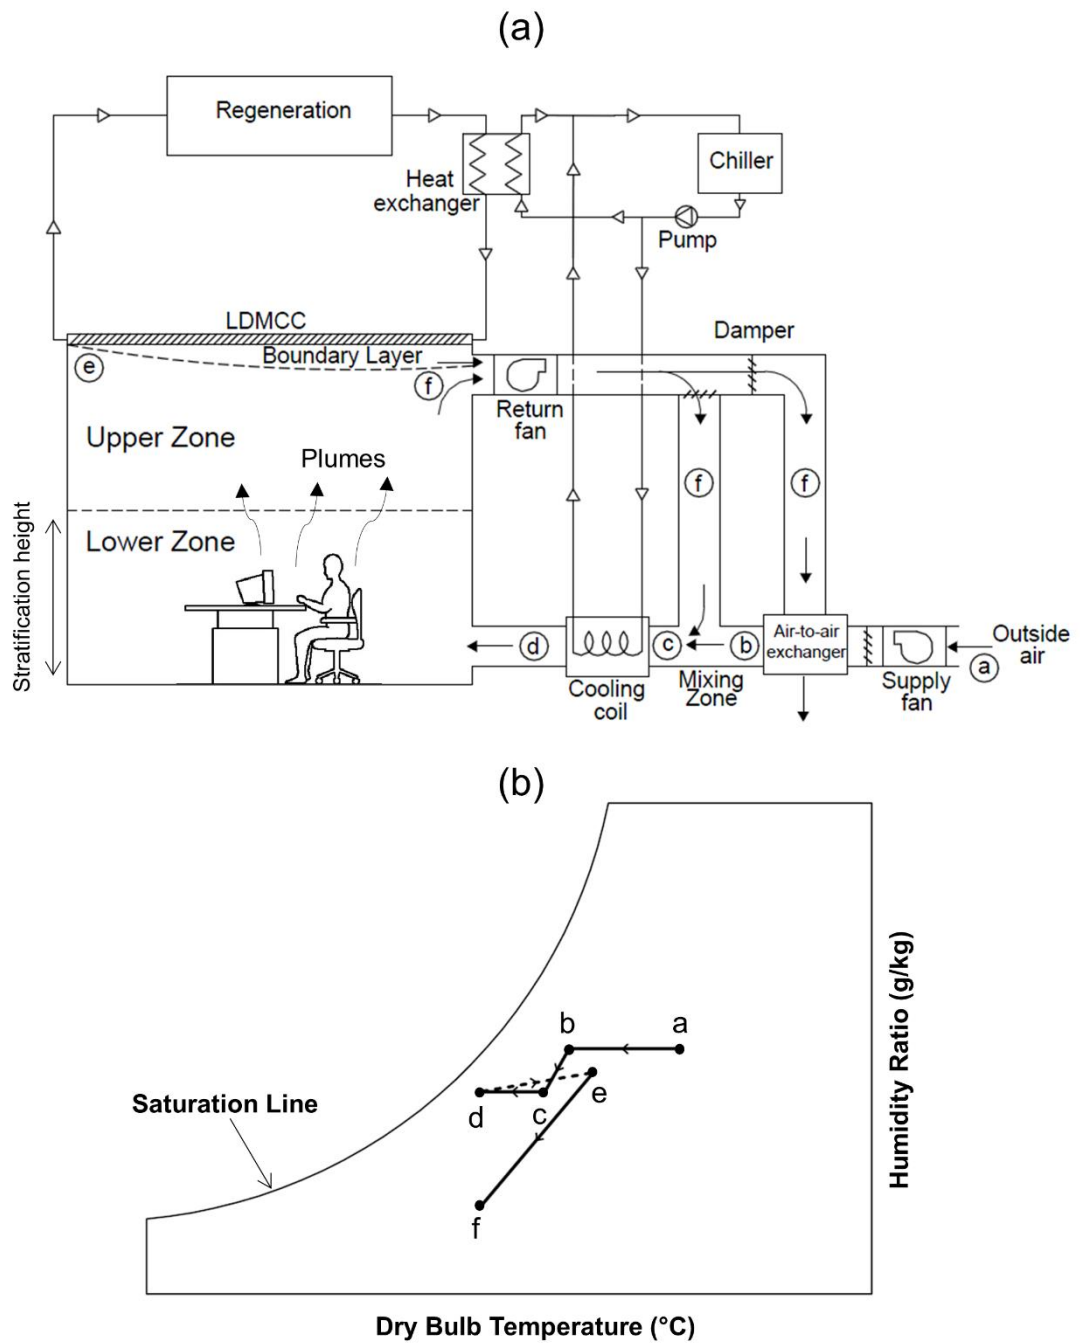 (a)
Regeneration
Heat
exchanger
Chiller
Pump
LDMCC
Damper
e
Boundary Layer
f
Return
fan
Upper Zone
Plumes
f
f
Stratification height
Lower Zone
d
c
b
Air-to-air
exchanger
Outside
air
a
Cooling
coil
Mixing
Zone
Supply
fan
(b)
b
a
e
d
c
Saturation Line
f
Humidity Ratio (g/kg)
Dry Bulb Temperature (°C)